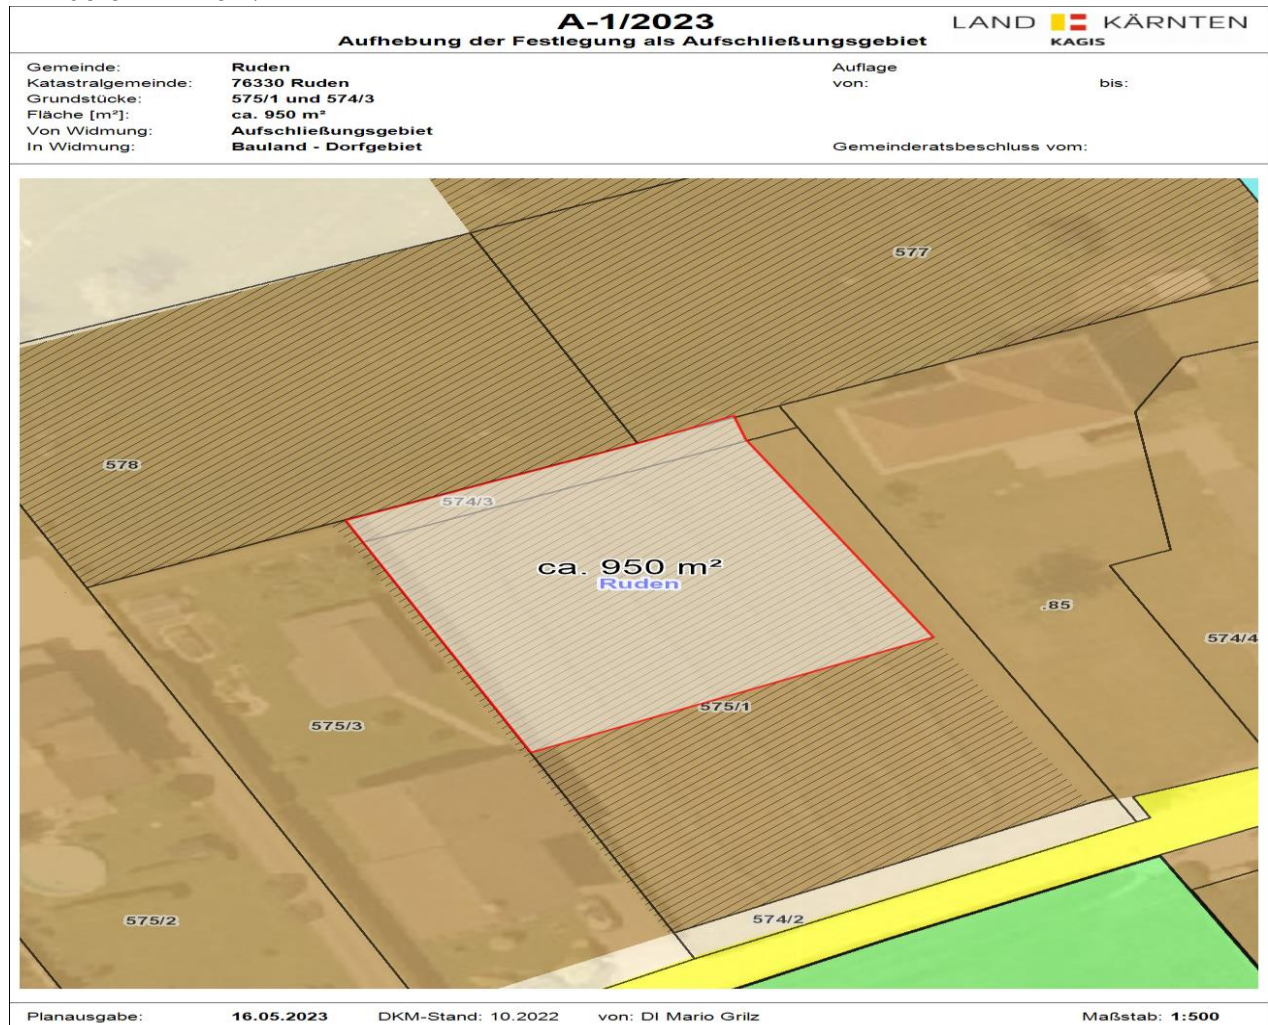 A-1/2023
Aufhebung der Festlegung als Aufschließungsgebiet
LAND KÄRNTEN
KAGIS
Gemeinde: Ruden
Katastralgemeinde: 76330 Ruden
Grundstücke: 575/1 und 574/3
Fläche [m²]: ca. 950 m²
Von Widmung: Aufschließungsgebiet
In Widmung: Bauland - Dorfgebiet
Auflage
von: bis:
Gemeinderatsbeschluss vom:
577
578
574/3
ca. 950 m²
Ruden
.85
574/4
575/1
575/3
574/2
575/2
Planausgabe: 16.05.2023 DKM-Stand: 10.2022 von: DI Mario Grilz Maßstab: 1:500